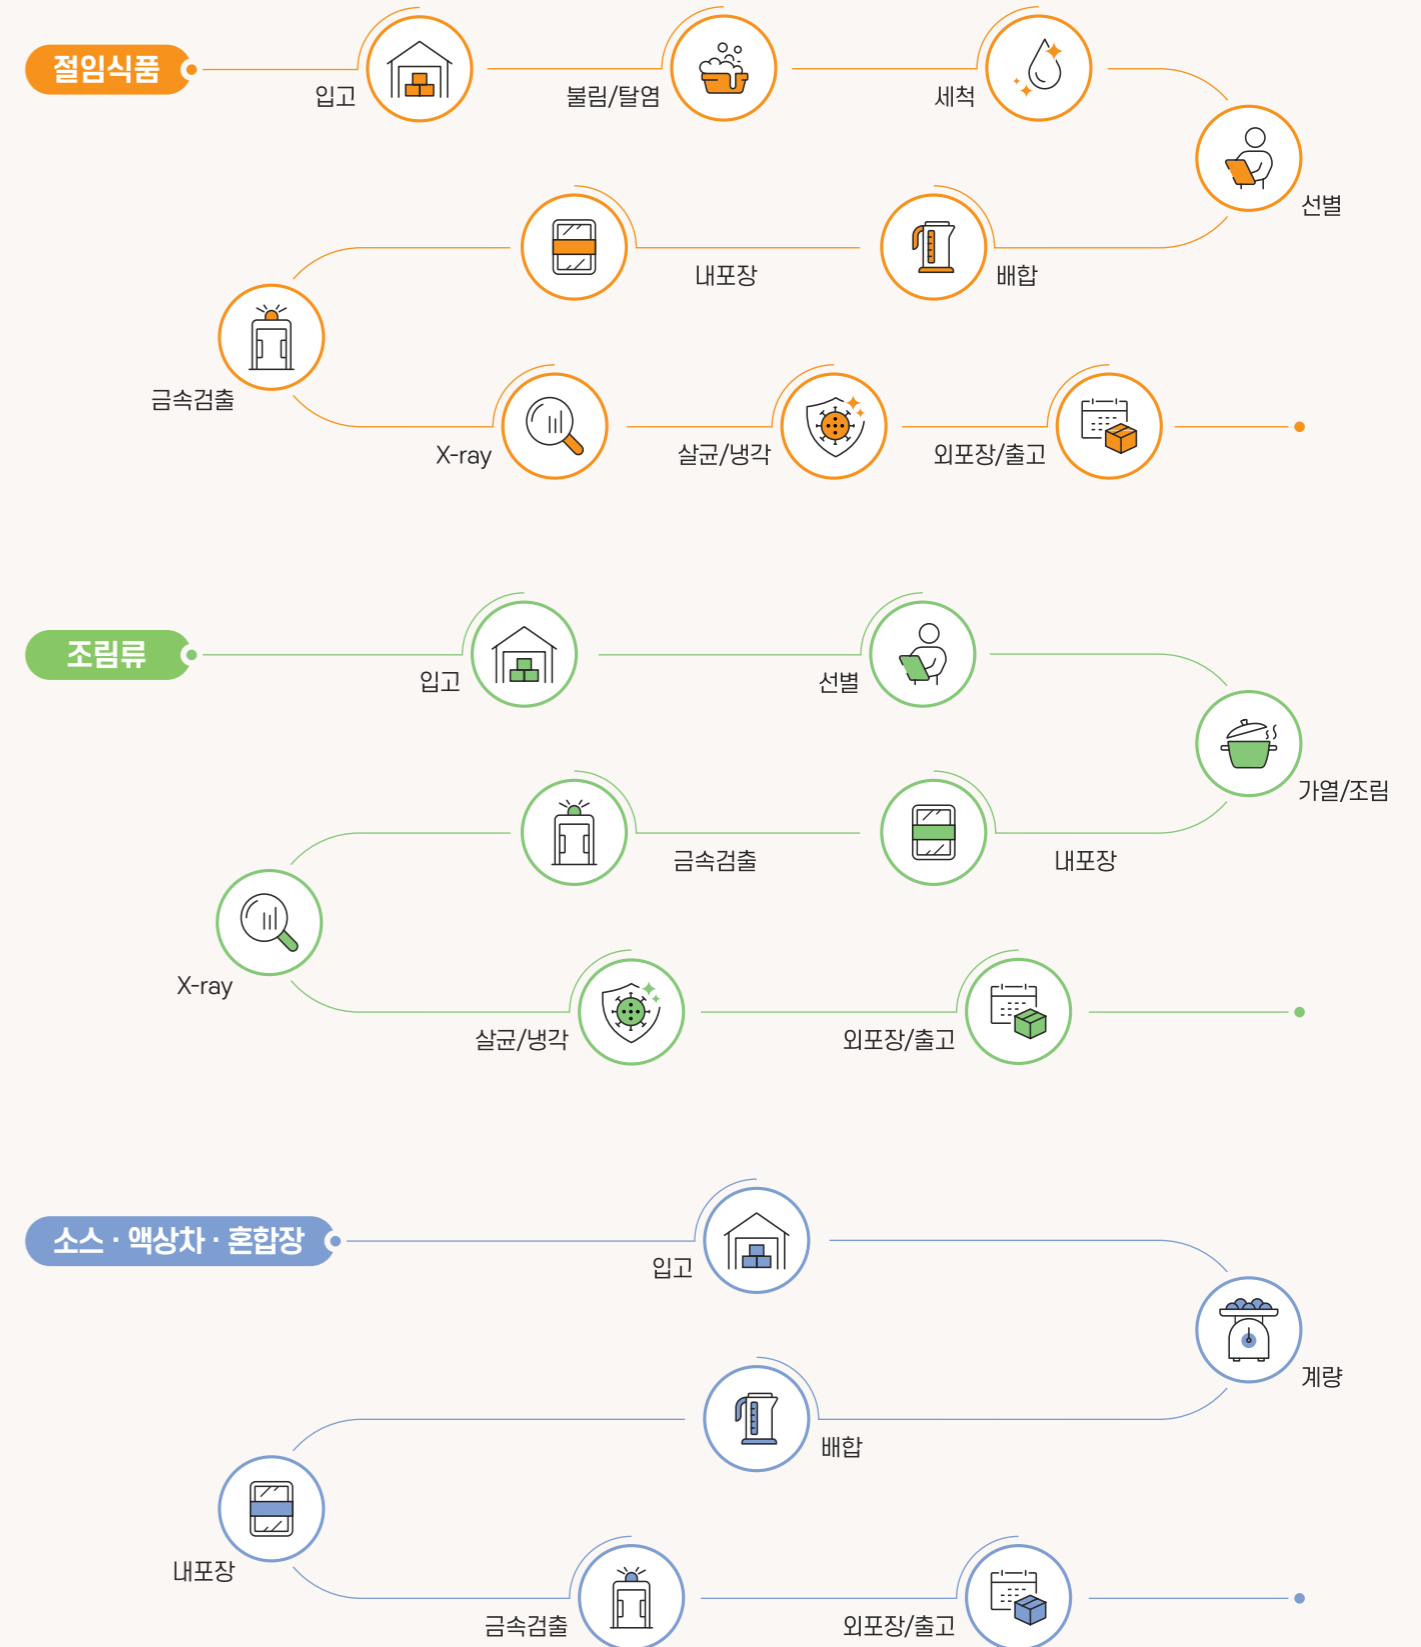 절임식품
입고
불림/탈염
세척
선별
배합
내포장
금속검출
X-ray
살균/냉각
외포장/출고
조림류
입고
선별
가열/조림
내포장
금속검출
X-ray
살균/냉각
외포장/출고
소스 · 액상차 · 혼합장
입고
계량
배합
내포장
금속검출
외포장/출고